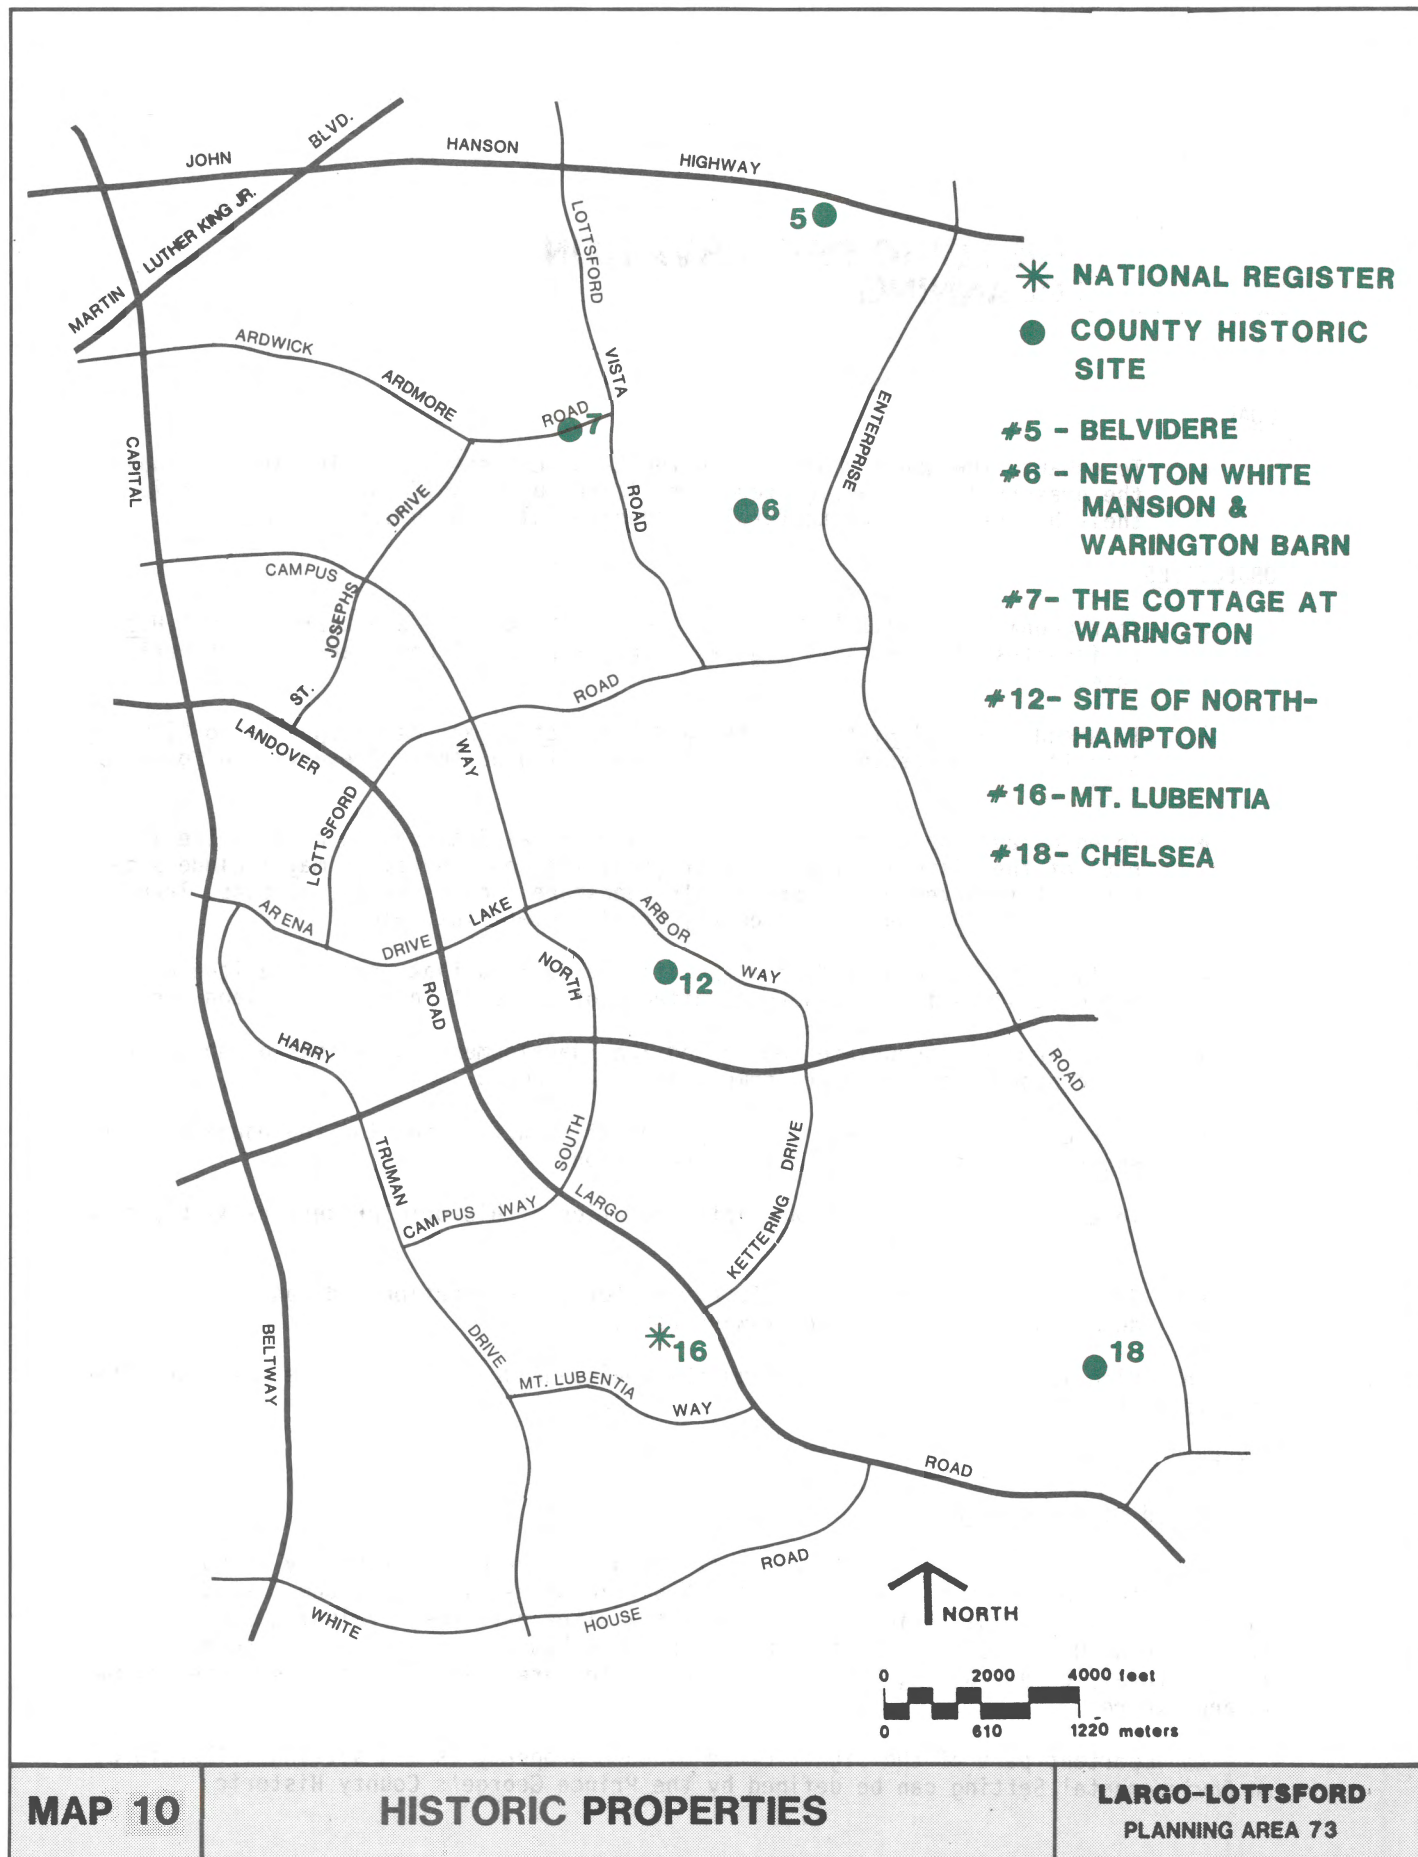 BLVD.
JOHN
HANSON
HIGHWAY
LUTHER KING JR.
MARTIN
LOTTSFORD
5
NATIONAL REGISTER
COUNTY HISTORIC
SITE
ARDWICK
ARDMORE
ROAD
7
VISTA
ROAD
ENTERPRISE
#5 - BELVIDERE
#6 - NEWTON WHITE
MANSION &
WARINGTON BARN
#7- THE COTTAGE AT
WARINGTON
#12- SITE OF NORTH-
HAMPTON
#16-MT. LUBENTIA
#18- CHELSEA
CAPITAL
DRIVE
6
CAMPUS
JOSEPHS
ST.
ROAD
LANDOVER
WAY
LOTTSFORD
ARENA
DRIVE
LAKE
ARBOR
WAY
NORTH
12
ROAD
HARRY
ROAD
TRUMAN
SOUTH
DRIVE
CAMPUS WAY
LARGO
KETTERING
BELTWAY
DRIVE
16
18
MT. LUBENTIA
WAY
ROAD
ROAD
WHITE
HOUSE
NORTH
0 2000 4000 feet
0 610 1220 meters
MAP 10
HISTORIC PROPERTIES
LARGO-LOTTSFORD
PLANNING AREA 73